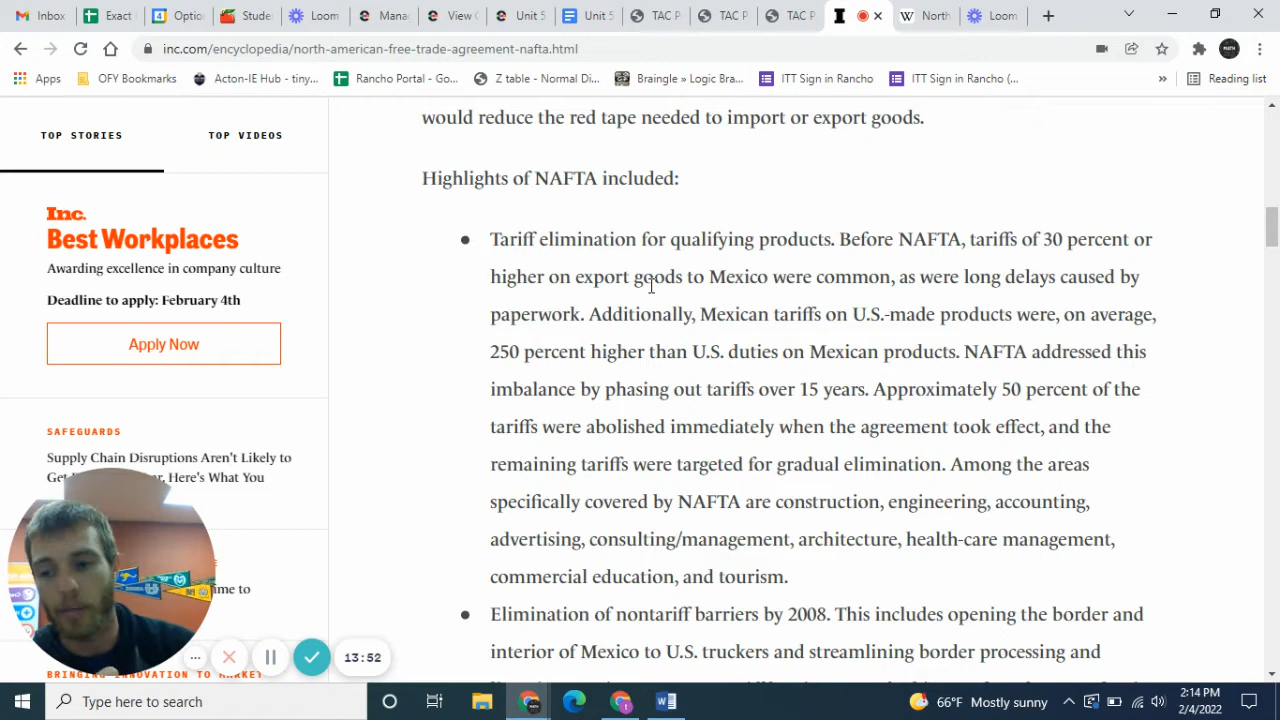 Inbox
Exact
Option
4
Stude
Loom
Mana
View C
Unit 5
Unit 5
TAC P
TAC P
TAC P
North
Loom
inc.com/encyclopedia/north-american-free-trade-agreement-nafta.html
Apps
OFY Bookmarks
Acton-IE Hub - tiny...
Rancho Portal - Go...
Z table - Normal Di...
Braingle » Logic bra...
ITT Sign in Rancho
ITT Sign in Rancho (...
»
Reading list
TOP STORIES
TOP VIDEOS
Inc.
Best Workplaces
Awarding excellence in company culture
Deadline to apply: February 4th
Apply Now
SAFEGUARDS
Supply Chain Disruptions Aren't Likely to
Get Here's What You
ime to
BRINGING INNOVATION TO MARKET
would reduce the red tape needed to import or export goods.
Highlights of NAFTA included:
● Tariff elimination for qualifying products. Before NAFTA, tariffs of 30 percent or
higher on export goods to Mexico were common, as were long delays caused by
paperwork. Additionally, Mexican tariffs on U.S.-made products were, on average,
250 percent higher than U.S. duties on Mexican products. NAFTA addressed this
imbalance by phasing out tariffs over 15 years. Approximately 50 percent of the
tariffs were abolished immediately when the agreement took effect, and the
remaining tariffs were targeted for gradual elimination. Among the areas
specifically covered by NAFTA are construction, engineering, accounting,
advertising, consulting/management, architecture, health-care management,
commercial education, and tourism.
● Elimination of nontariff barriers by 2008. This includes opening the border and
interior of Mexico to U.S. truckers and streamlining border processing and
13:52
Type here to search
66°F Mostly sunny
2:14 PM
2/4/2022